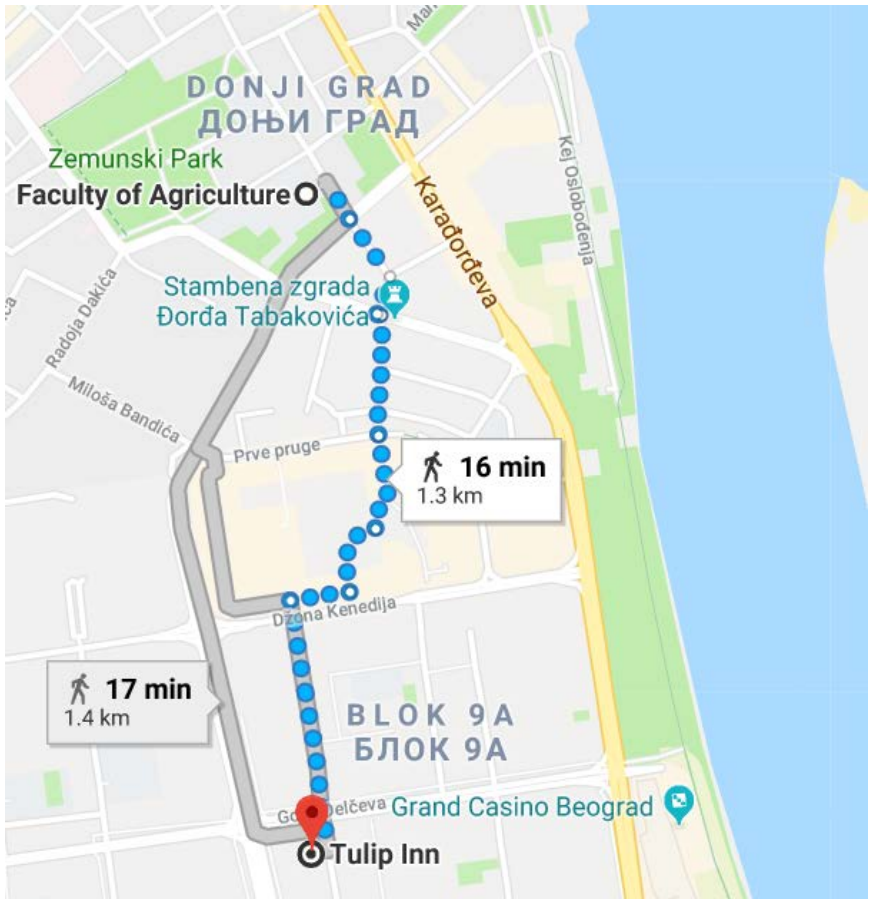 Mar
DONJI GRAD
ДОЊИ ГРАД
Zemunski Park
Faculty of Agriculture
Kej Oslobođenja
Karađorđeva
Stambena zgrada
Đorđa Tabakovića
Radoja Dakića
Miloša Bandića
Prve pruge
16 min
1.3 km
Džona Kenedija
17 min
1.4 km
BLOK 9A
БЛОК 9А
Delčeva
Grand Casino Beograd
Tulip Inn